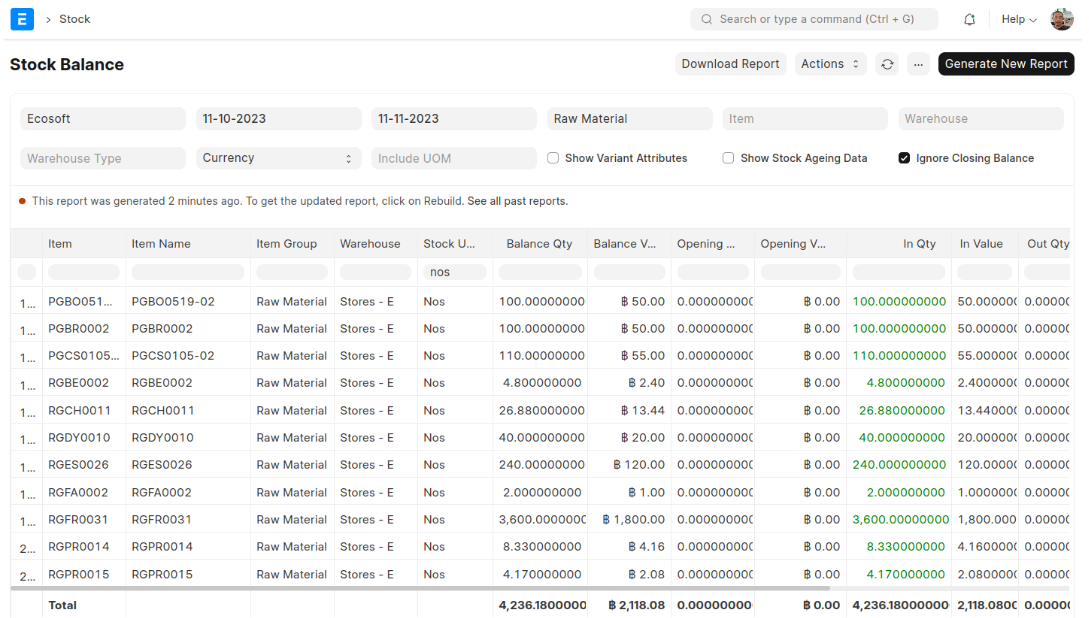 E > Stock Search or type a command (Ctrl + G) Help
Stock Balance Download Report Actions ... Generate New Report
Ecosoft 11-10-2023 11-11-2023 Raw Material Item Warehouse
Warehouse Type Currency Include UOM Show Variant Attributes Show Stock Ageing Data Ignore Closing Balance
This report was generated 2 minutes ago. To get the updated report, click on Rebuild. See all past reports.
Item Item Name Item Group Warehouse Stock U... Balance Qty Balance V... Opening ... Opening V... In Qty In Value Out Qty
nos
1... PGBO051... PGBO0519-02 Raw Material Stores - E Nos 100.00000000 ฿ 50.00 0.000000000 ฿ 0.00 100.000000000 50.000000 0.00000
1... PGBR0002 PGBR0002 Raw Material Stores - E Nos 100.00000000 ฿ 50.00 0.000000000 ฿ 0.00 100.000000000 50.000000 0.00000
1... PGCS0105... PGCS0105-02 Raw Material Stores - E Nos 110.00000000 ฿ 55.00 0.000000000 ฿ 0.00 110.000000000 55.000000 0.00000
1... RGBE0002 RGBE0002 Raw Material Stores - E Nos 4.800000000 ฿ 2.40 0.000000000 ฿ 0.00 4.800000000 2.400000 0.00000
1... RGCH0011 RGCH0011 Raw Material Stores - E Nos 26.880000000 ฿ 13.44 0.000000000 ฿ 0.00 26.880000000 13.440000 0.00000
1... RGDY0010 RGDY0010 Raw Material Stores - E Nos 40.000000000 ฿ 20.00 0.000000000 ฿ 0.00 40.000000000 20.000000 0.00000
1... RGES0026 RGES0026 Raw Material Stores - E Nos 240.00000000 ฿ 120.00 0.000000000 ฿ 0.00 240.000000000 120.00000 0.00000
1... RGFA0002 RGFA0002 Raw Material Stores - E Nos 2.000000000 ฿ 1.00 0.000000000 ฿ 0.00 2.000000000 1.000000 0.00000
1... RGFR0031 RGFR0031 Raw Material Stores - E Nos 3,600.0000000 ฿ 1,800.00 0.000000000 ฿ 0.00 3,600.00000000 1,800.000 0.00000
2... RGPR0014 RGPR0014 Raw Material Stores - E Nos 8.330000000 ฿ 4.16 0.000000000 ฿ 0.00 8.330000000 4.160000 0.00000
2... RGPR0015 RGPR0015 Raw Material Stores - E Nos 4.170000000 ฿ 2.08 0.000000000 ฿ 0.00 4.170000000 2.080000 0.00000
Total 4,236.1800000 ฿ 2,118.08 0.00000000 ฿ 0.00 4,236.18000000 2,118.0800 0.00000